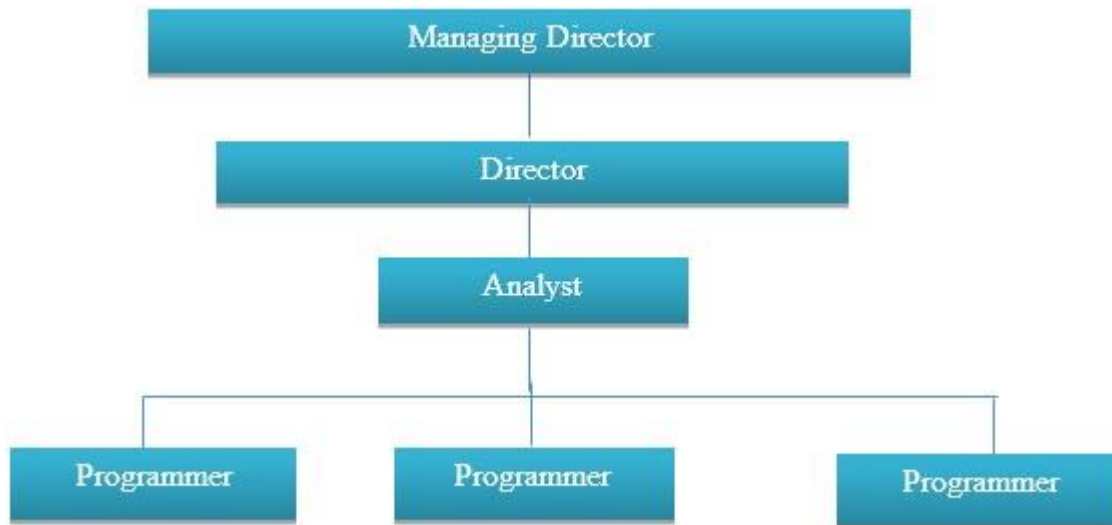 Managing Director
Director
Analyst
Programmer
Programmer
Programmer